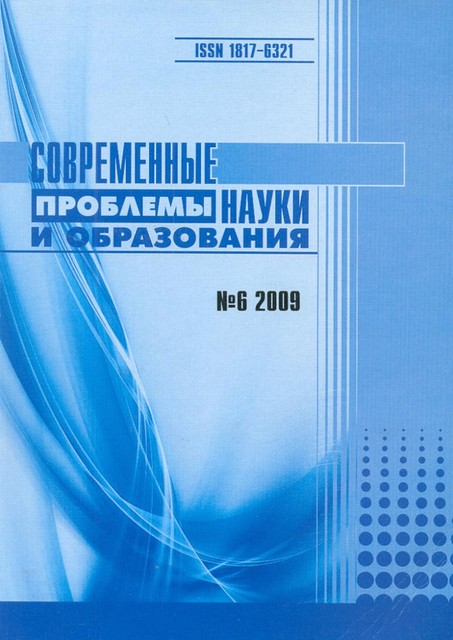 ISSN 1817-6321
СОВРЕМЕННЫЕ
ПРОБЛЕМЫ НАУКИ
И ОБРАЗОВАНИЯ
№6 2009